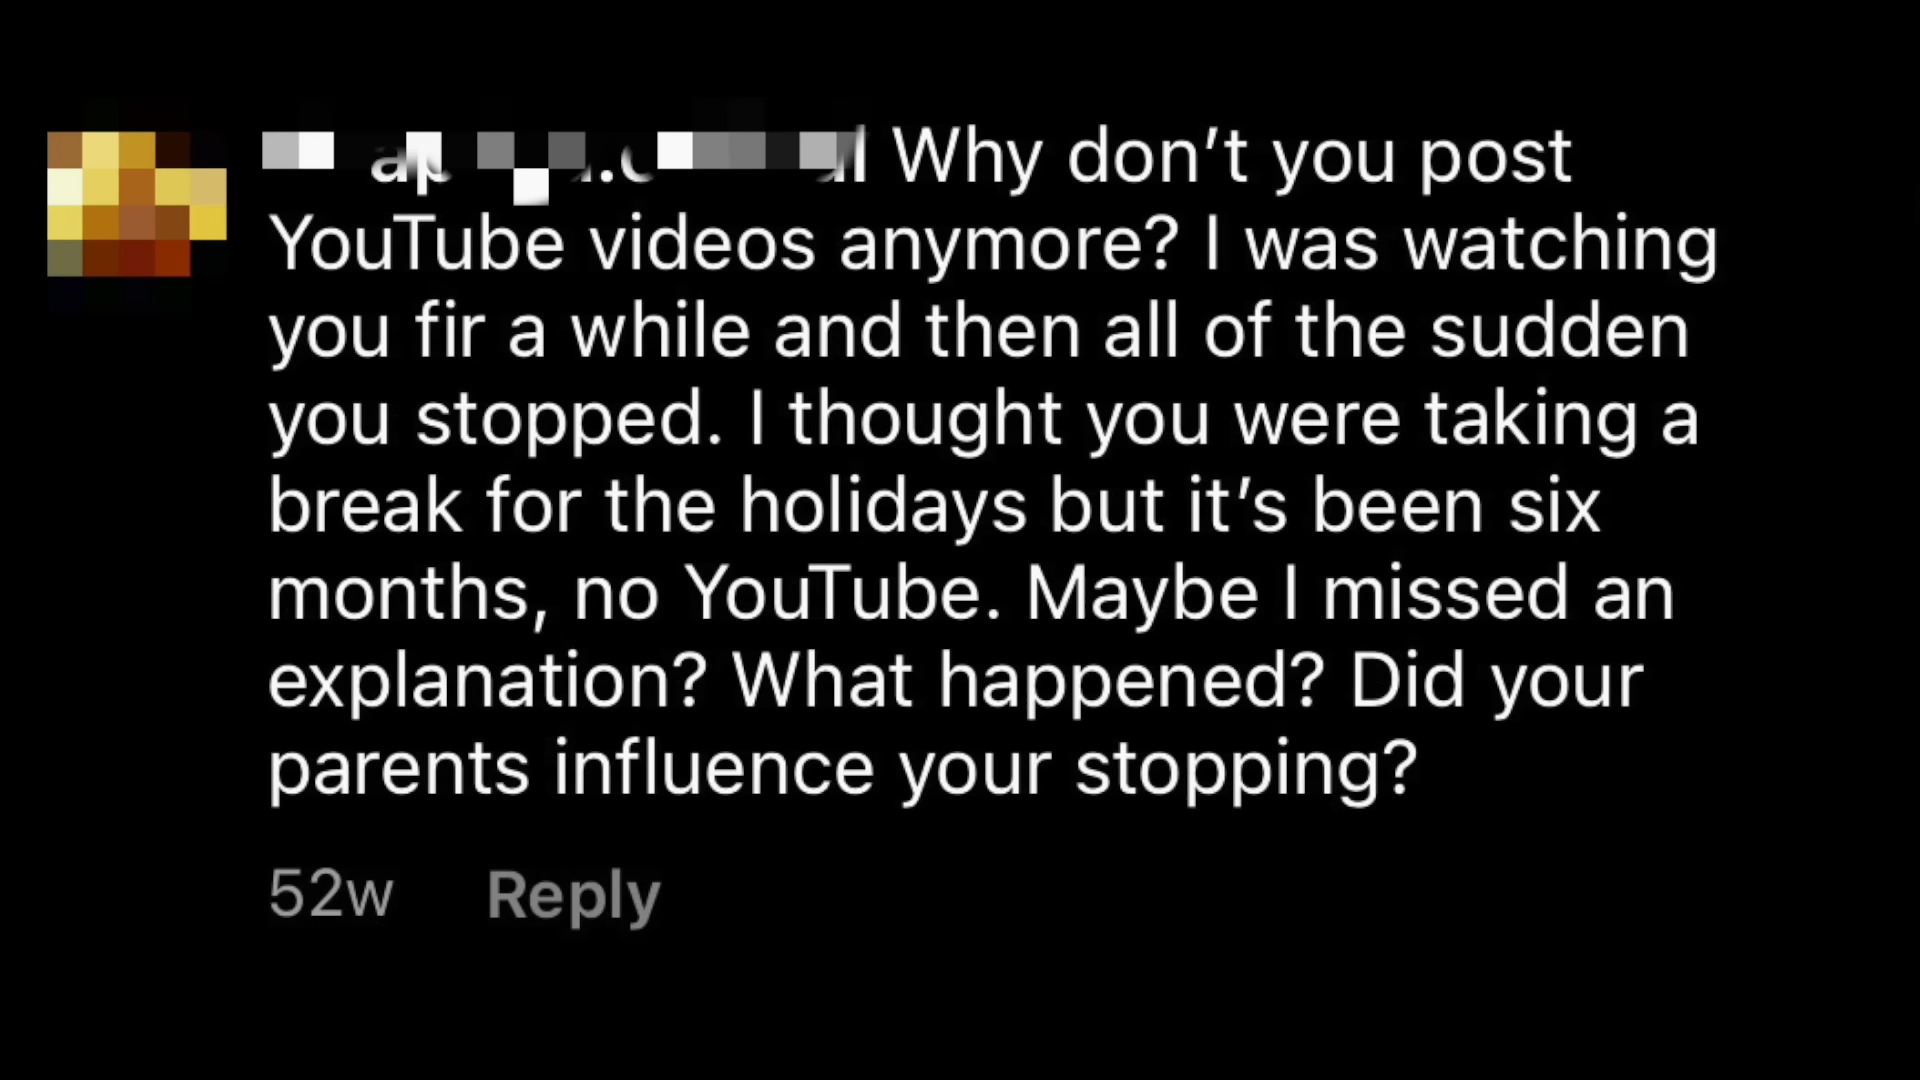 Why don’t you post
YouTube videos anymore? I was watching
you fir a while and then all of the sudden
you stopped. I thought you were taking a
break for the holidays but it’s been six
months, no YouTube. Maybe I missed an
explanation? What happened? Did your
parents influence your stopping?
52w Reply